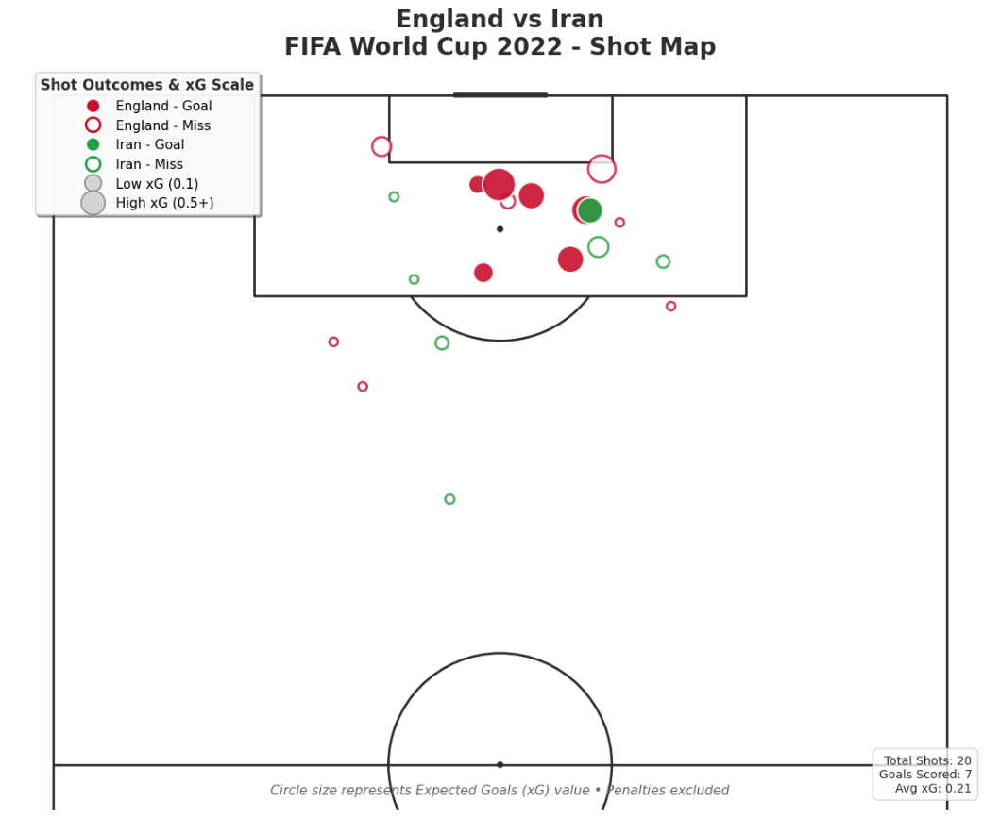 England vs Iran
FIFA World Cup 2022 - Shot Map
Shot Outcomes & xG Scale
England - Goal
England - Miss
Iran - Goal
Iran - Miss
Low xG (0.1)
High xG (0.5+)
Total Shots: 20
Goals Scored: 7
Avg xG: 0.21
Circle size represents Expected Goals (xG) value • Penalties excluded